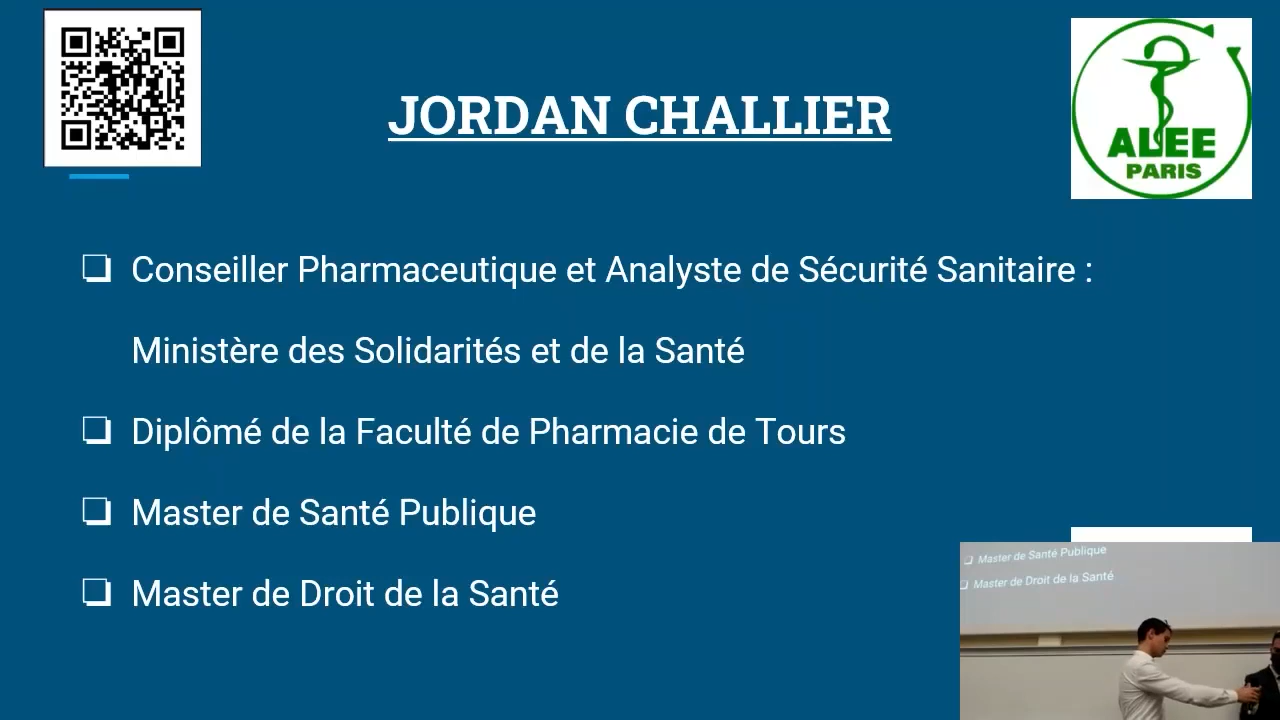 JORDAN CHALLIER
ALEE
PARIS
❏ Conseiller Pharmaceutique et Analyste de Sécurité Sanitaire :
Ministère des Solidarités et de la Santé
❏ Diplômé de la Faculté de Pharmacie de Tours
❏ Master de Santé Publique
❏ Master de Droit de la Santé
❏ Master de Santé Publique
❏ Master de Droit de la Santé